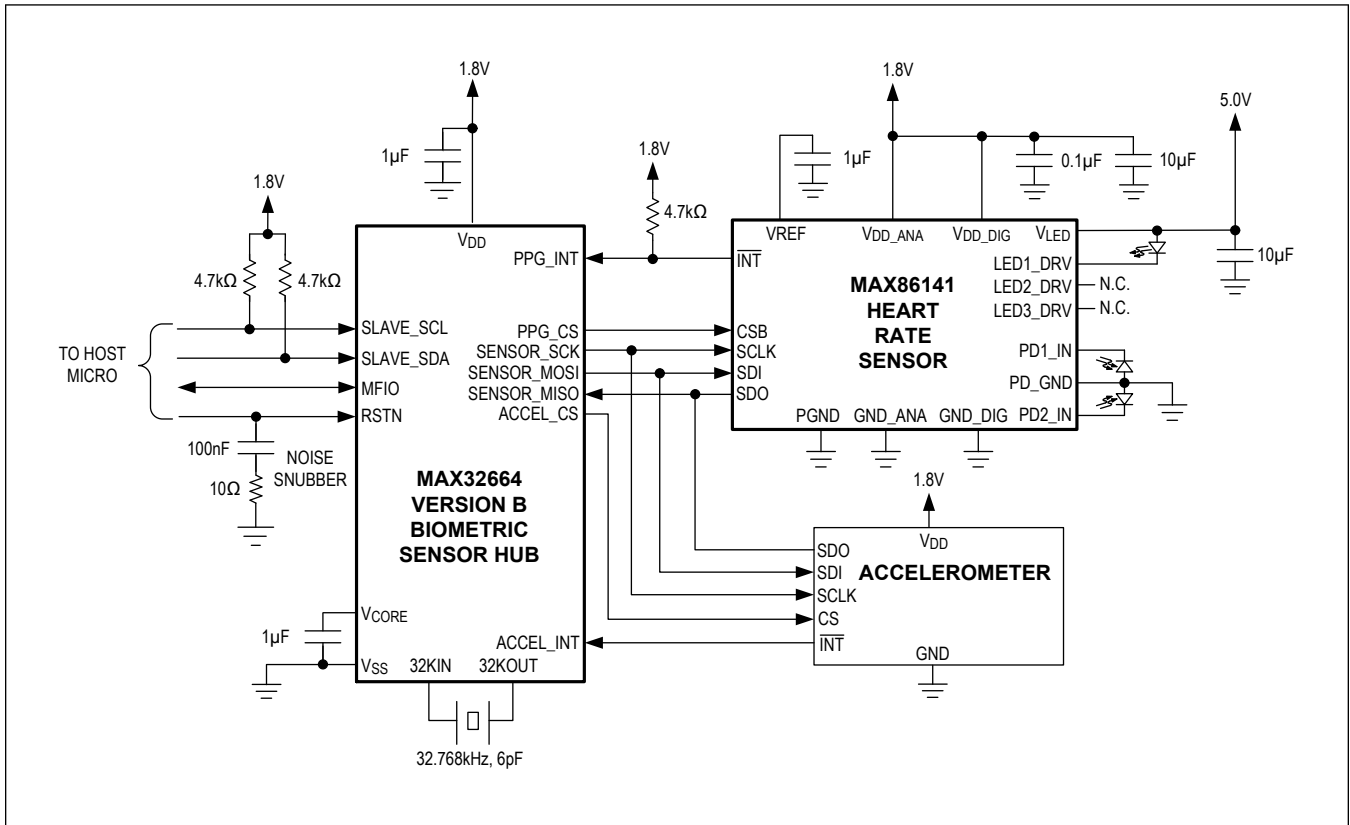 1.8V
1µF
1.8V
4.7kΩ
4.7kΩ
TO HOST
MICRO
100nF
NOISE
SNUBBER
10Ω
VDD
PPG_INT
SLAVE_SCL
SLAVE_SDA
MFIO
RSTN
PPG_CS
SENSOR_SCK
SENSOR_MOSI
SENSOR_MISO
ACCEL_CS
MAX32664
VERSION B
BIOMETRIC
SENSOR HUB
VCORE
1µF
VSS
ACCEL_INT
32KIN
32KOUT
32.768kHz, 6pF
1.8V
4.7kΩ
1µF
1.8V
0.1µF
10µF
5.0V
10µF
VREF
VDD_ANA
VDD_DIG
VLED
INT
LED1_DRV
LED2_DRV
N.C.
LED3_DRV
N.C.
MAX86141
HEART
RATE
SENSOR
CSB
SCLK
SDI
SDO
PD1_IN
PD_GND
PD2_IN
PGND
GND_ANA
GND_DIG
1.8V
VDD
SDO
SDI
SCLK
CS
INT
ACCELEROMETER
GND